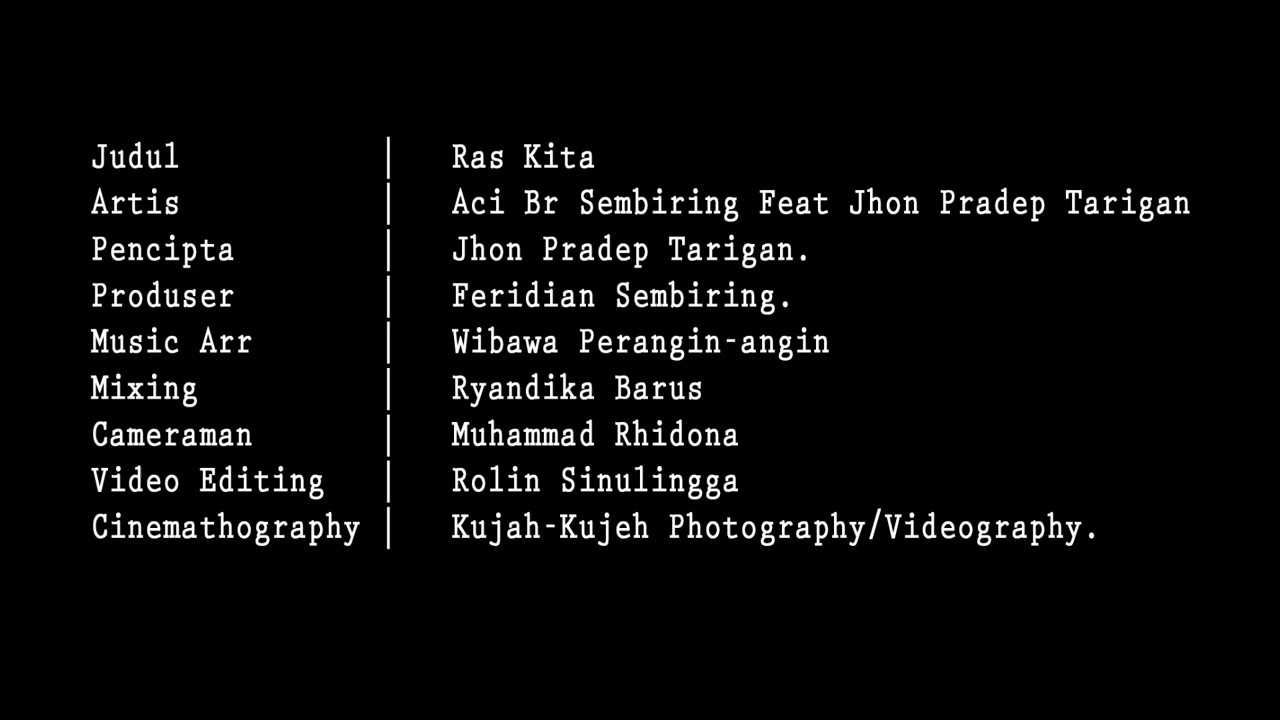 Judul | Ras Kita
Artis | Aci Br Sembiring Feat Jhon Pradep Tarigan
Pencipta | Jhon Pradep Tarigan.
Produser | Feridian Sembiring.
Music Arr | Wibawa Perangin-angin
Mixing | Ryandika Barus
Cameraman | Muhammad Rhidona
Video Editing | Rolin Sinulingga
Cinemathography | Kujah-Kujeh Photography/Videography.